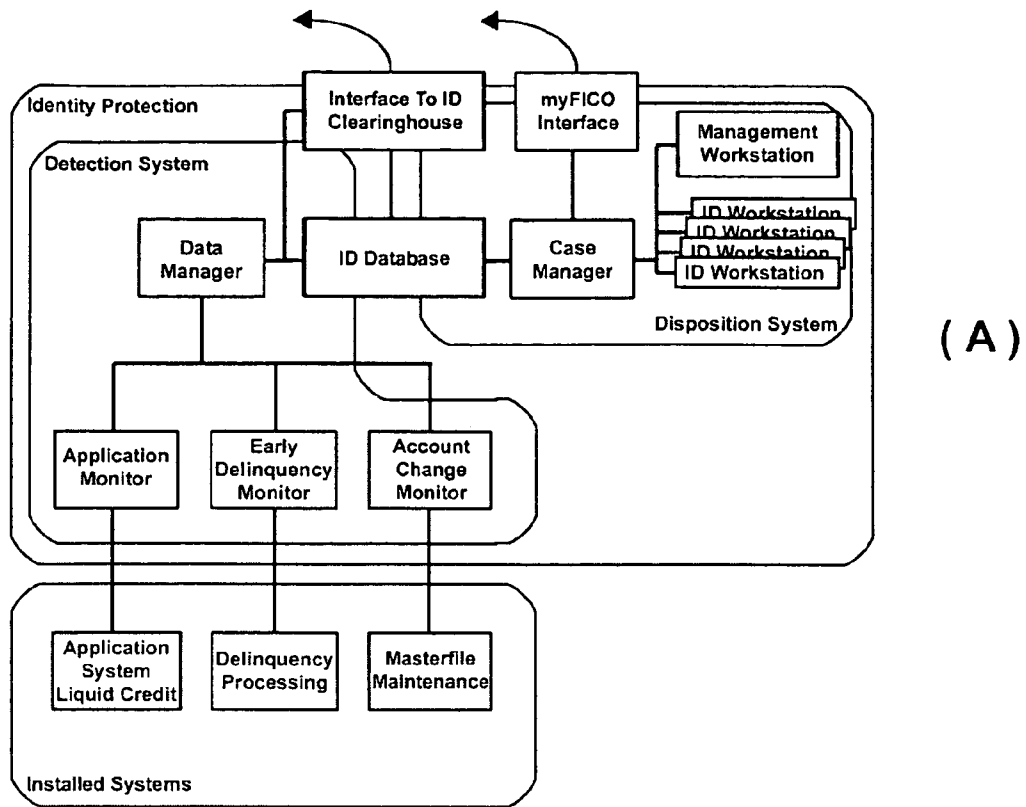 Identity Protection
Interface To ID
Clearinghouse
myFICO
Interface
Management
Workstation
Detection System
ID Workstation
ID Workstation
ID Workstation
ID Workstation
Data
Manager
ID Database
Case
Manager
Disposition System
( A )
Application
Monitor
Early
Delinquency
Monitor
Account
Change
Monitor
Application
System
Liquid Credit
Delinquency
Processing
Masterfile
Maintenance
Installed Systems